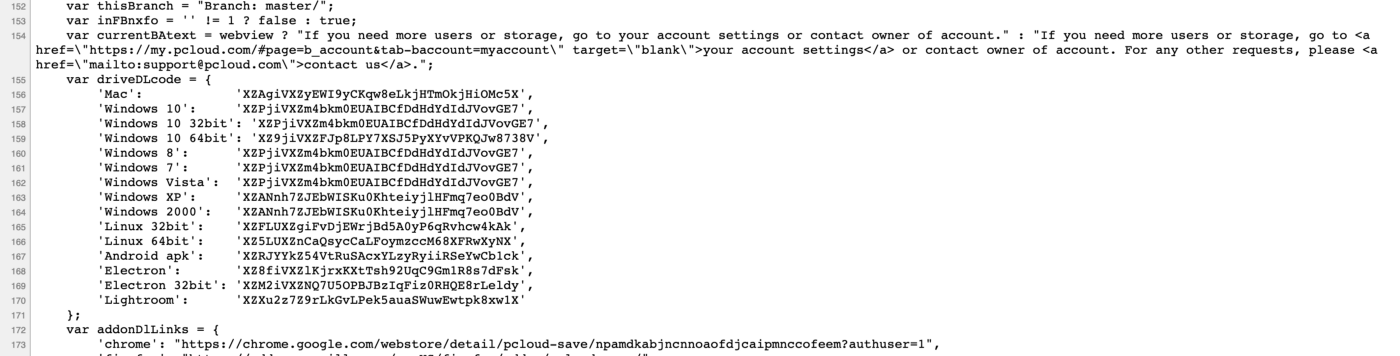 152 var thisBranch = "Branch: master/";
153 var inFBnxfo = '' != 1 ? false : true;
154 var currentBAtext = webview ? "If you need more users or storage, go to your account settings or contact owner of account." : "If you need more users or storage, go to <a
href=\"https://my.pcloud.com/#page=b_account&tab-baccount=myaccount\" target=\"blank\">your account settings</a> or contact owner of account. For any other requests, please <a
href=\"mailto:support@pcloud.com\">contact us</a>.";
155 var driveDLcode = {
156 'Mac': 'XZAgiVXZyEWI9yCKqw8eLkjHTmOkjHiOMc5X',
157 'Windows 10': 'XZPjiVXZm4bkm0EUAIBCfDdHdYdIdJVovGE7',
158 'Windows 10 32bit': 'XZPjiVXZm4bkm0EUAIBCfDdHdYdIdJVovGE7',
159 'Windows 10 64bit': 'XZ9jiVXZFJp8LPY7XSJ5PyXYvVPKQJw8738V',
160 'Windows 8': 'XZPjiVXZm4bkm0EUAIBCfDdHdYdIdJVovGE7',
161 'Windows 7': 'XZPjiVXZm4bkm0EUAIBCfDdHdYdIdJVovGE7',
162 'Windows Vista': 'XZPjiVXZm4bkm0EUAIBCfDdHdYdIdJVovGE7',
163 'Windows XP': 'XZANnh7ZJEbWISKu0KhteiyjlHFmq7eo0BdV',
164 'Windows 2000': 'XZANnh7ZJEbWISKu0KhteiyjlHFmq7eo0BdV',
165 'Linux 32bit': 'XZFLUXZgiFvDjEWrjBd5A0yP6qRvhcw4kAk',
166 'Linux 64bit': 'XZ5LUXZnCaQsycCaLFoymzccM68XFRwXyNX',
167 'Android apk': 'XZRJYYkZ54VtRuSAcxYLzyRyiiRSeYwCb1ck',
168 'Electron': 'XZ8fiVXZlKjrxKXtTsh92UqC9Gm1R8s7dFsk',
169 'Electron 32bit': 'XZM2iVXZNQ7U5OPBJBzIqFiz0RHQE8rLeldy',
170 'Lightroom': 'XZXu2z7Z9rLkGvLPek5auaSWuwEwtpk8xw1X'
171 };
172 var addonDlLinks = {
173 'chrome': "https://chrome.google.com/webstore/detail/pcloud-save/npamdkabjncnnoaofdjcaipmnccofeem?authuser=1",